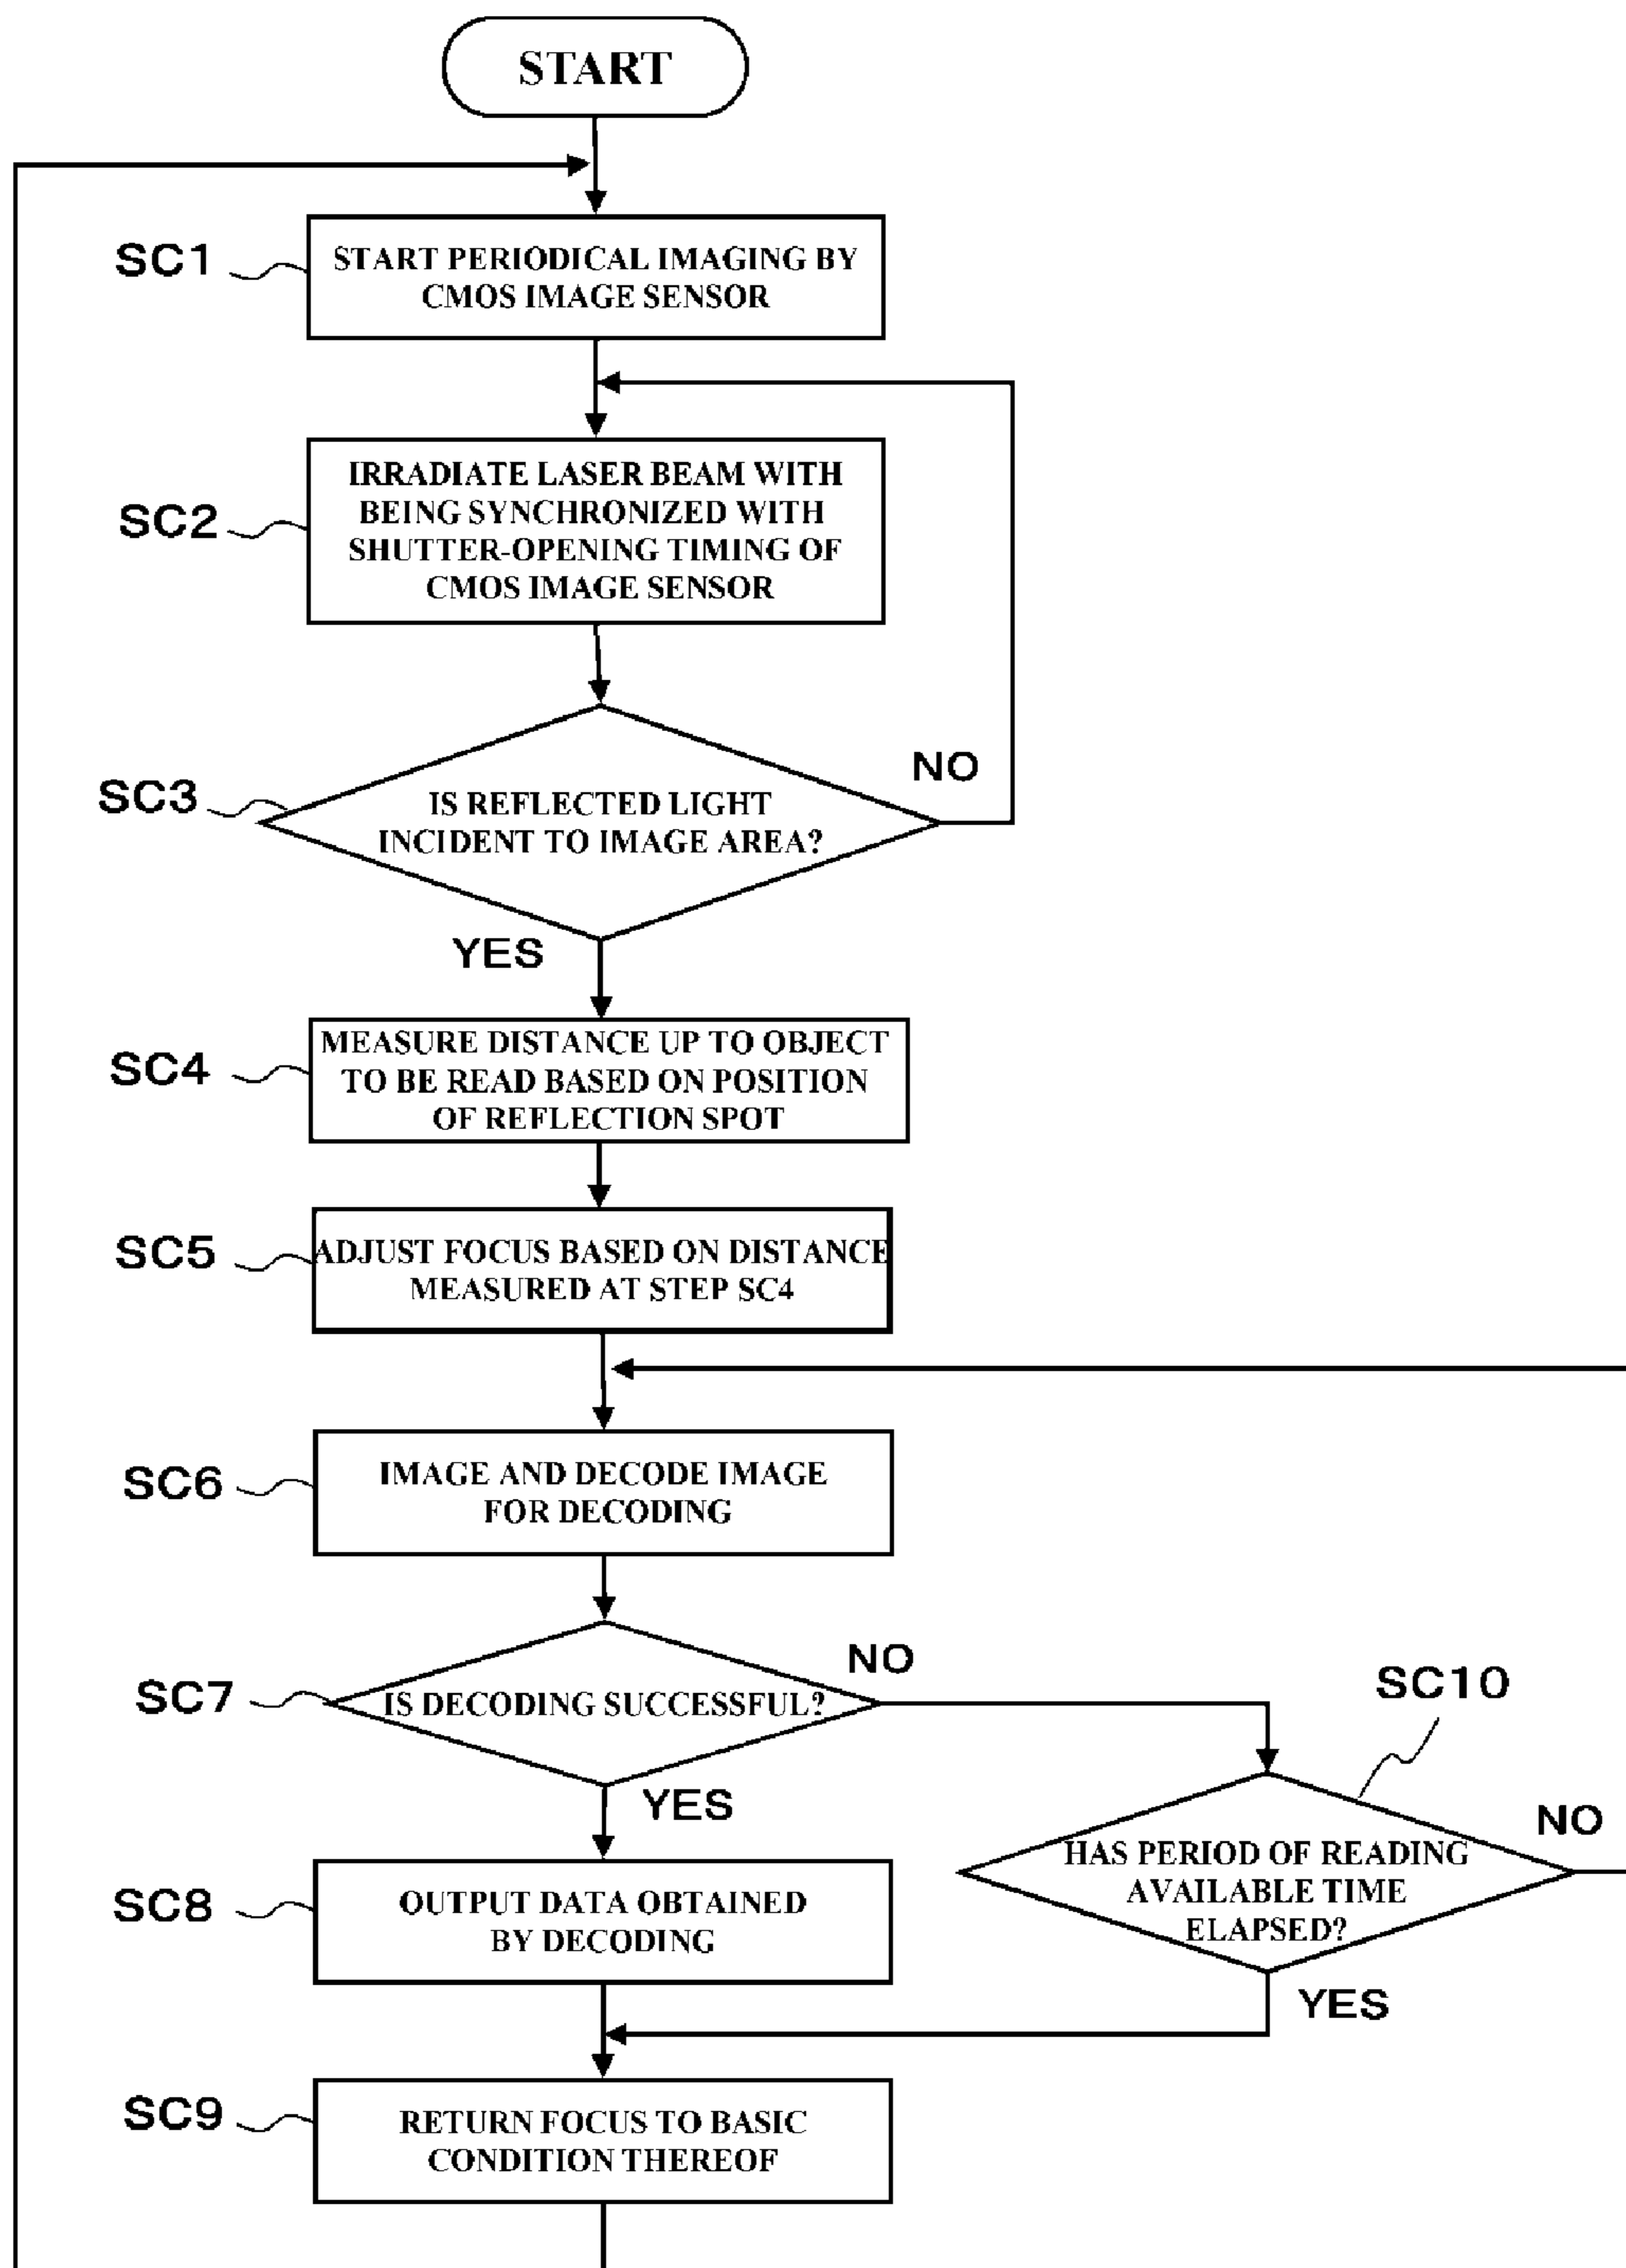 START
SC1
START PERIODICAL IMAGING BY
CMOS IMAGE SENSOR
SC2
IRRADIATE LASER BEAM WITH
BEING SYNCHRONIZED WITH
SHUTTER-OPENING TIMING OF
CMOS IMAGE SENSOR
SC3
IS REFLECTED LIGHT
INCIDENT TO IMAGE AREA?
NO
YES
SC4
MEASURE DISTANCE UP TO OBJECT
TO BE READ BASED ON POSITION
OF REFLECTION SPOT
SC5
ADJUST FOCUS BASED ON DISTANCE
MEASURED AT STEP SC4
SC6
IMAGE AND DECODE IMAGE
FOR DECODING
SC7
IS DECODING SUCCESSFUL?
NO
YES
SC10
HAS PERIOD OF READING
AVAILABLE TIME
ELAPSED?
NO
YES
SC8
OUTPUT DATA OBTAINED
BY DECODING
SC9
RETURN FOCUS TO BASIC
CONDITION THEREOF